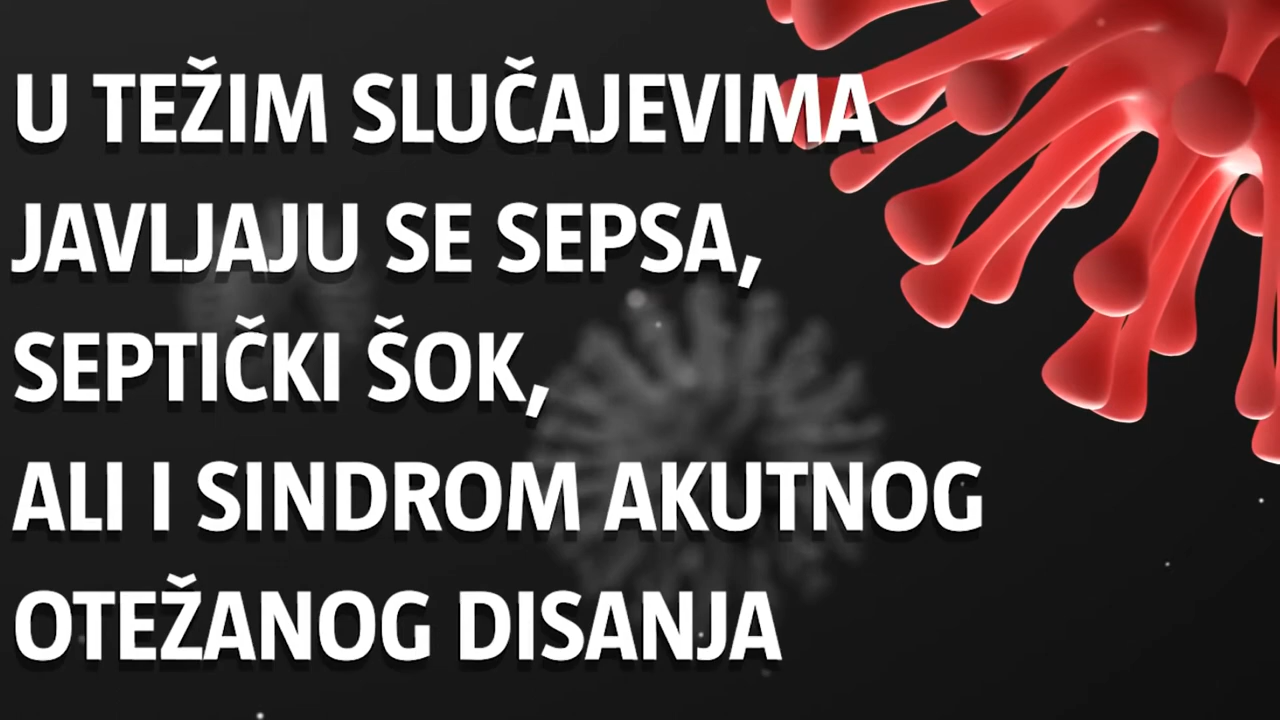 U TEŽIM SLUČAJEVIMA
JAVLJAJU SE SEPSA,
SEPTIČKI ŠOK,
ALI I SINDROM AKUTNOG
OTEŽANOG DISANJA